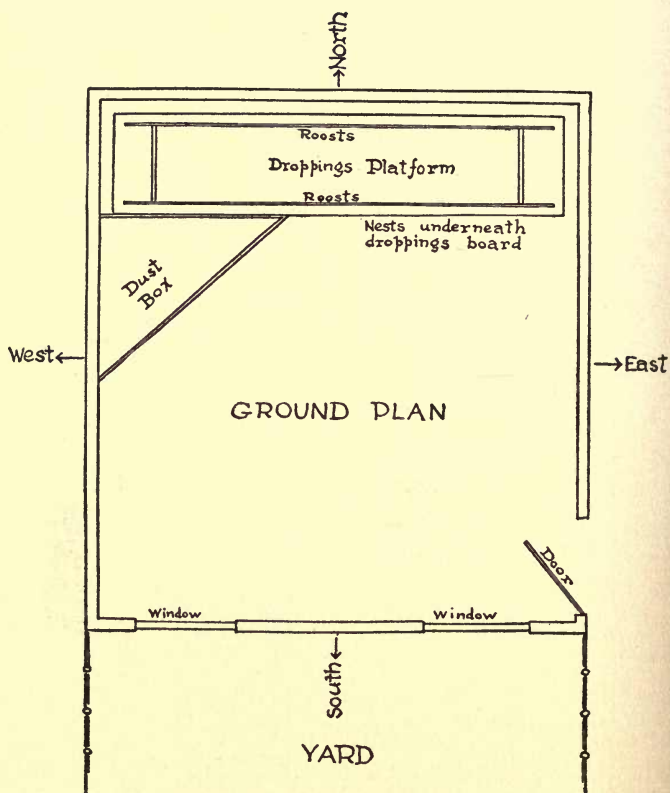 North
Roosts
Droppings Platform
Roosts
Nests underneath
droppings board
Dust
Box
West
East
GROUND PLAN
Door
Window
Window
South
YARD